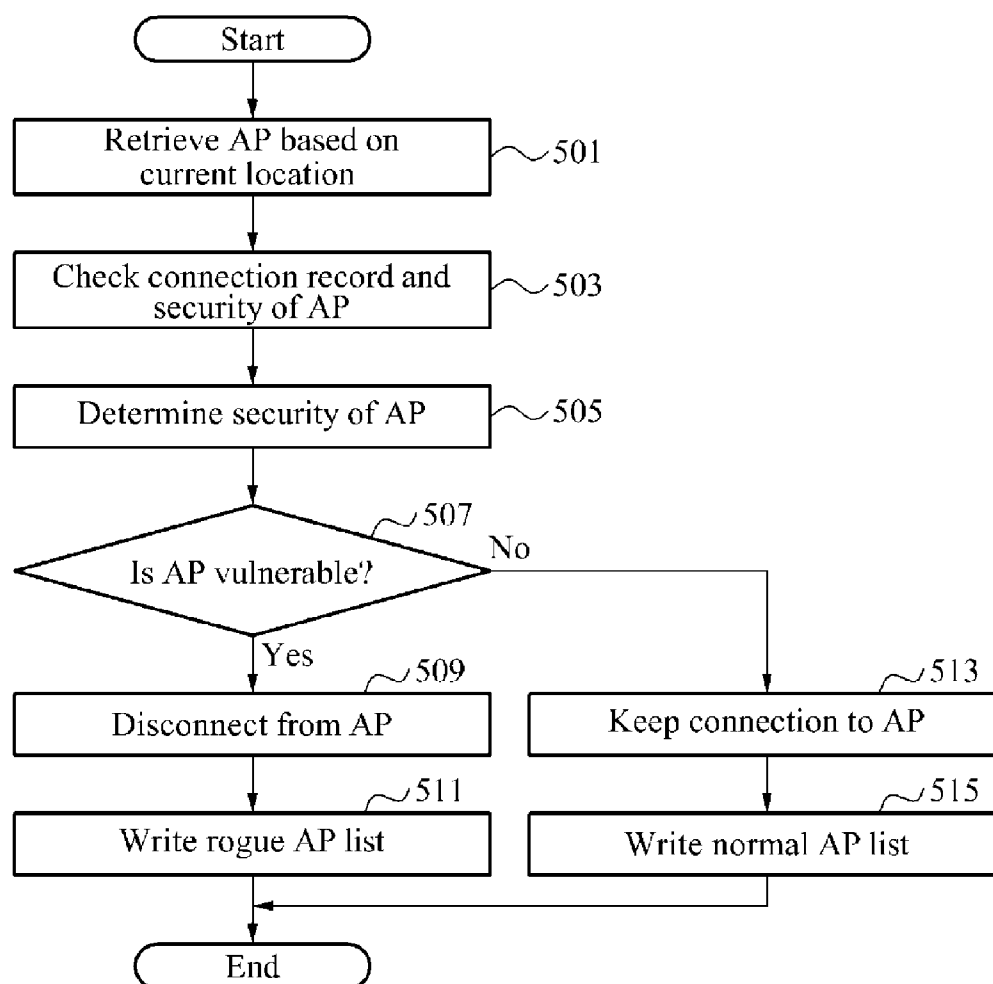 Start
Retrieve AP based on
current location
501
Check connection record and
security of AP
503
Determine security of AP
505
507
Is AP vulnerable?
No
Yes
509
Disconnect from AP
513
Keep connection to AP
511
Write rogue AP list
515
Write normal AP list
End